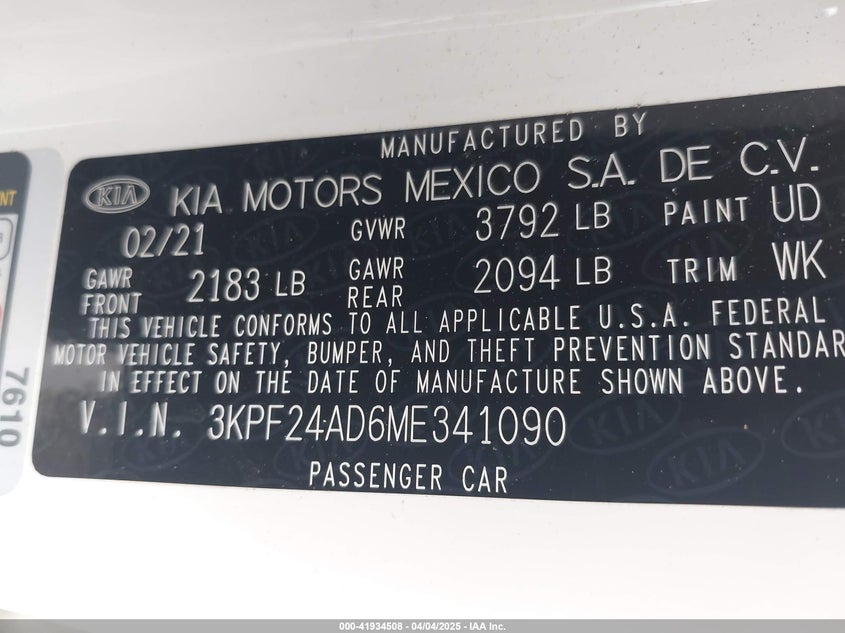 MANUFACTURED BY
KIA KIA MOTORS MEXICO S.A. DE C.V.
02/21 GVWR 3792 LB PAINT UD
GAWR FRONT 2183 LB GAWR REAR 2094 LB TRIM WK
THIS VEHICLE CONFORMS TO ALL APPLICABLE U.S.A. FEDERAL
MOTOR VEHICLE SAFETY, BUMPER, AND THEFT PREVENTION STANDAR
IN EFFECT ON THE DATE OF MANUFACTURE SHOWN ABOVE.
V.I.N. 3KPF24AD6ME341090
PASSENGER CAR
7610
000-41934508 - 04/04/2025 - IAA Inc.